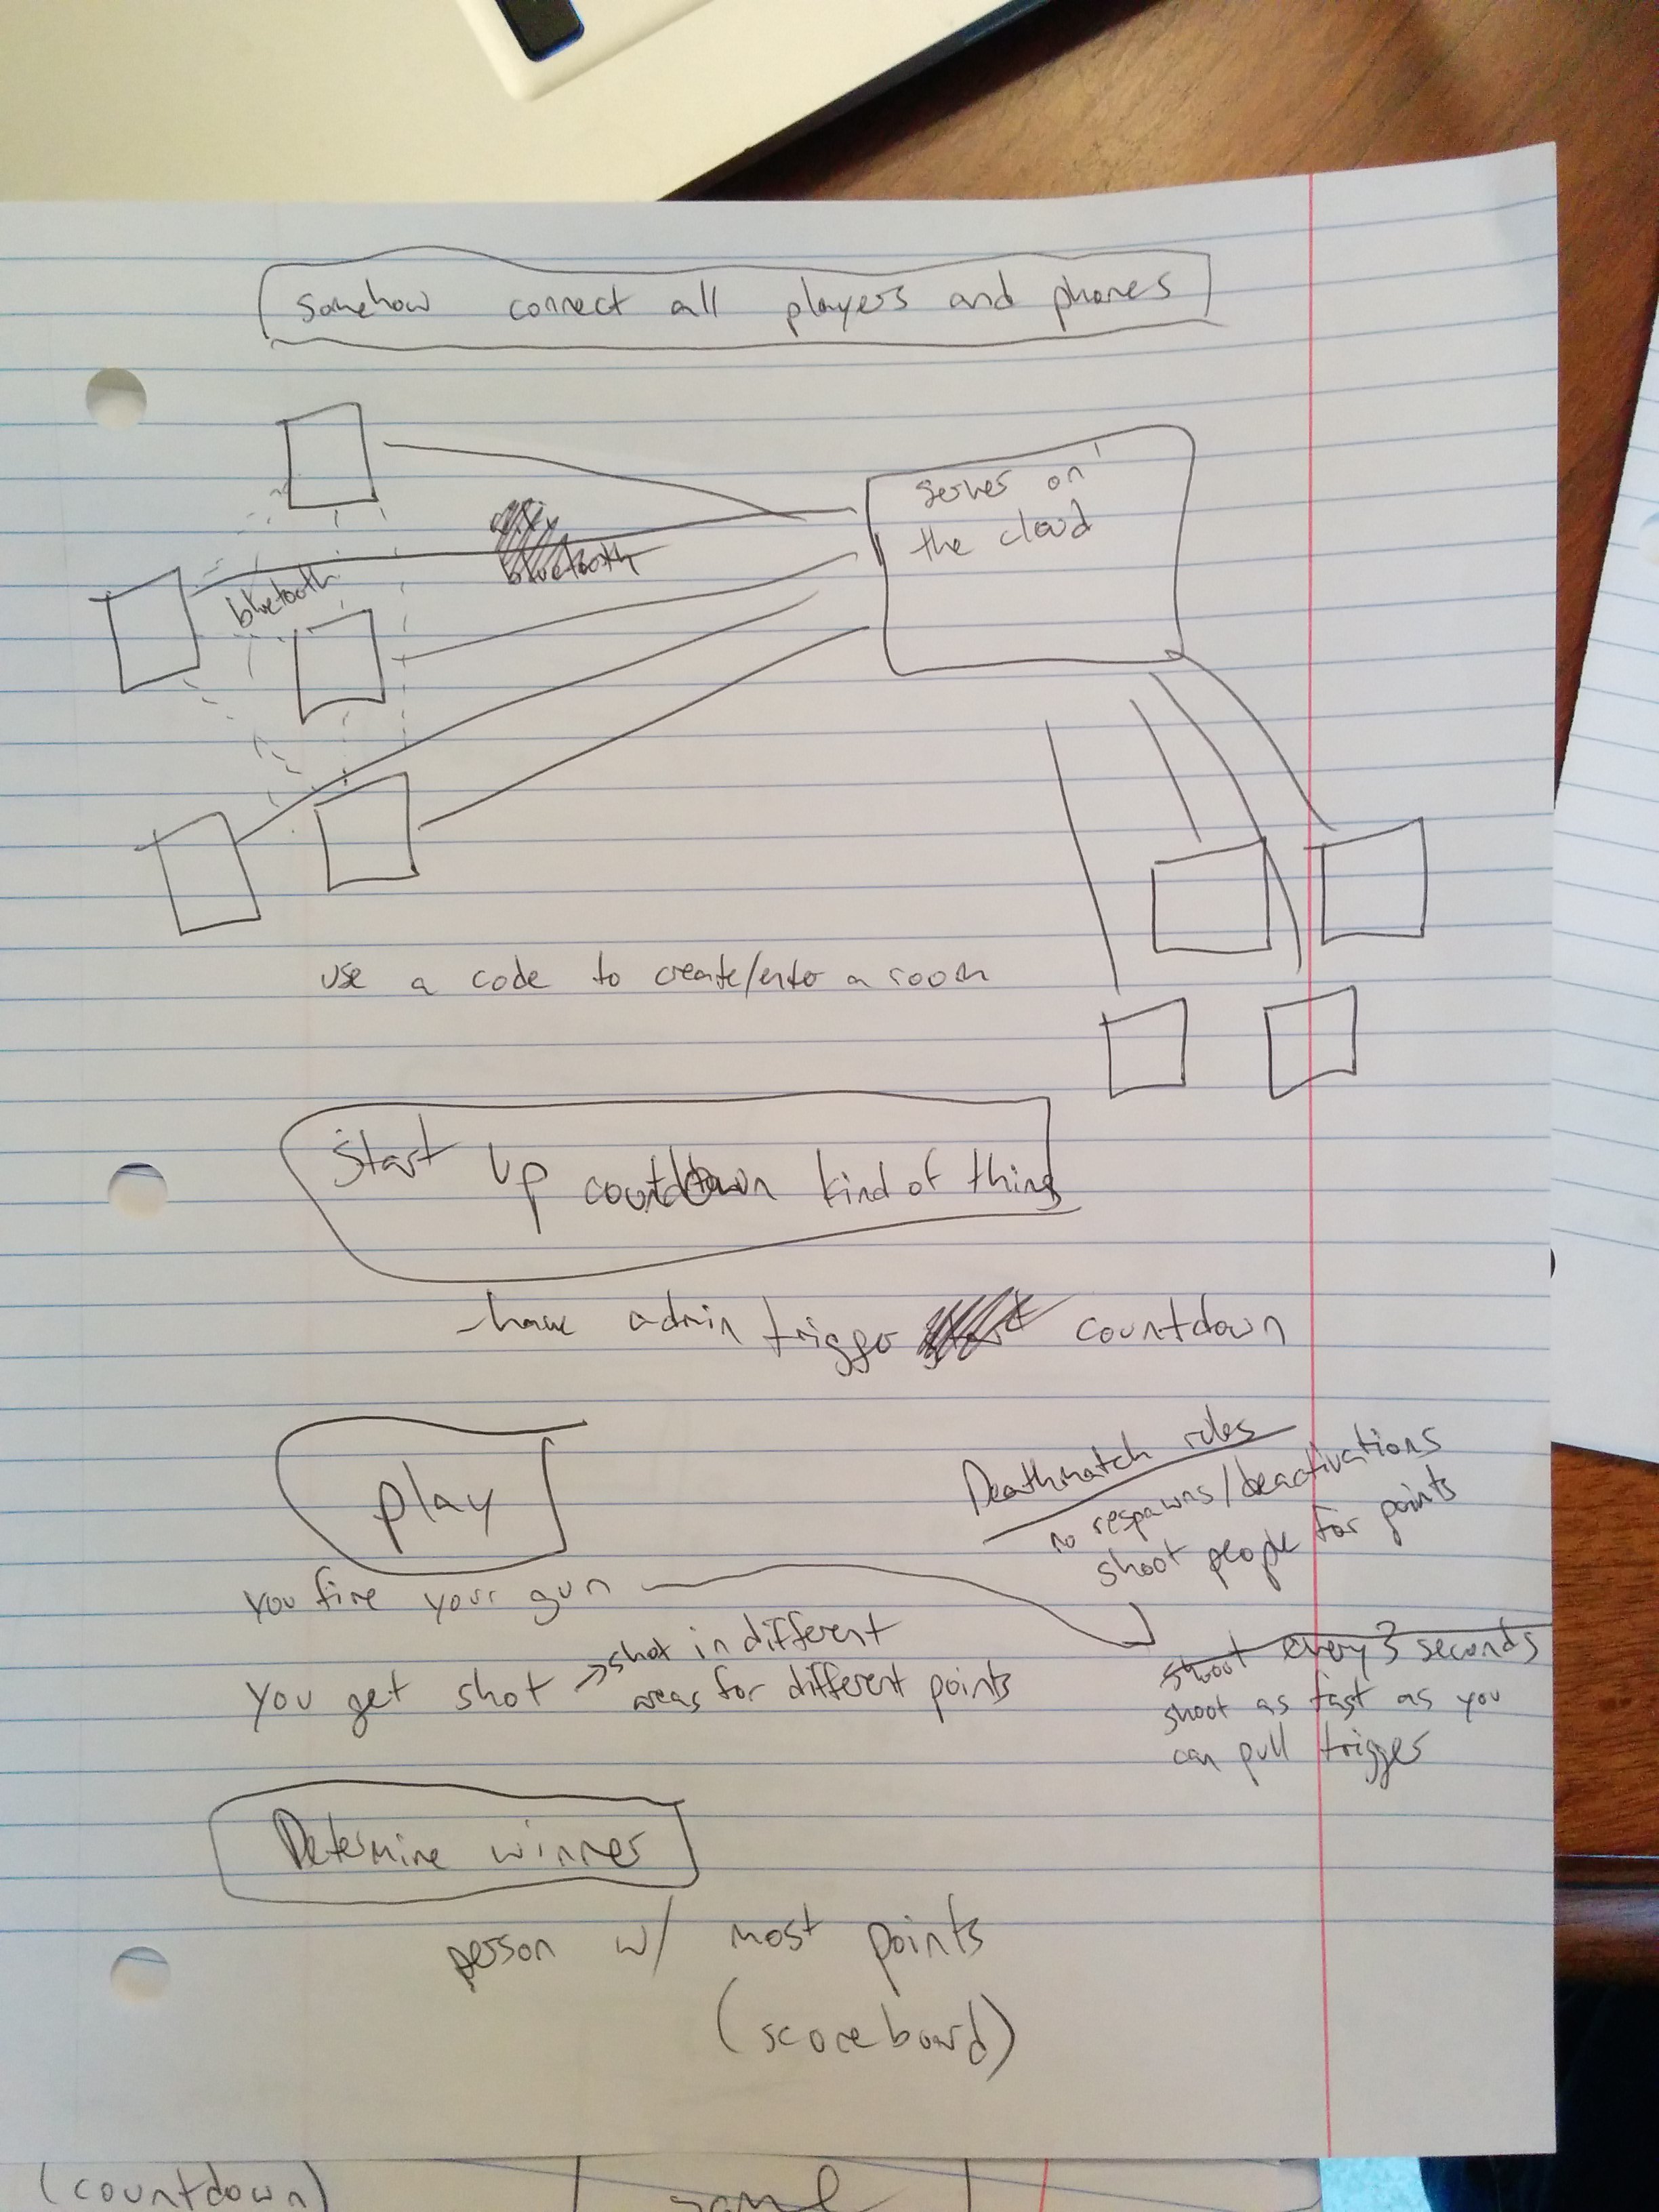 somehow connect all players and phones
server on
the cloud
bluetooth
bluetooth
use a code to create/enter a room
Start up countdown kind of thing
-have admin trigger countdown
play
Deathmatch rules
no respawns/deactivations
shoot people for points
you fire your gun
shoot every 3 seconds
shoot as fast as you
can pull trigger
you get shot → shot in different
areas for different points
Determine winner
person w/ most points
(scoreboard)
(countdown)
game